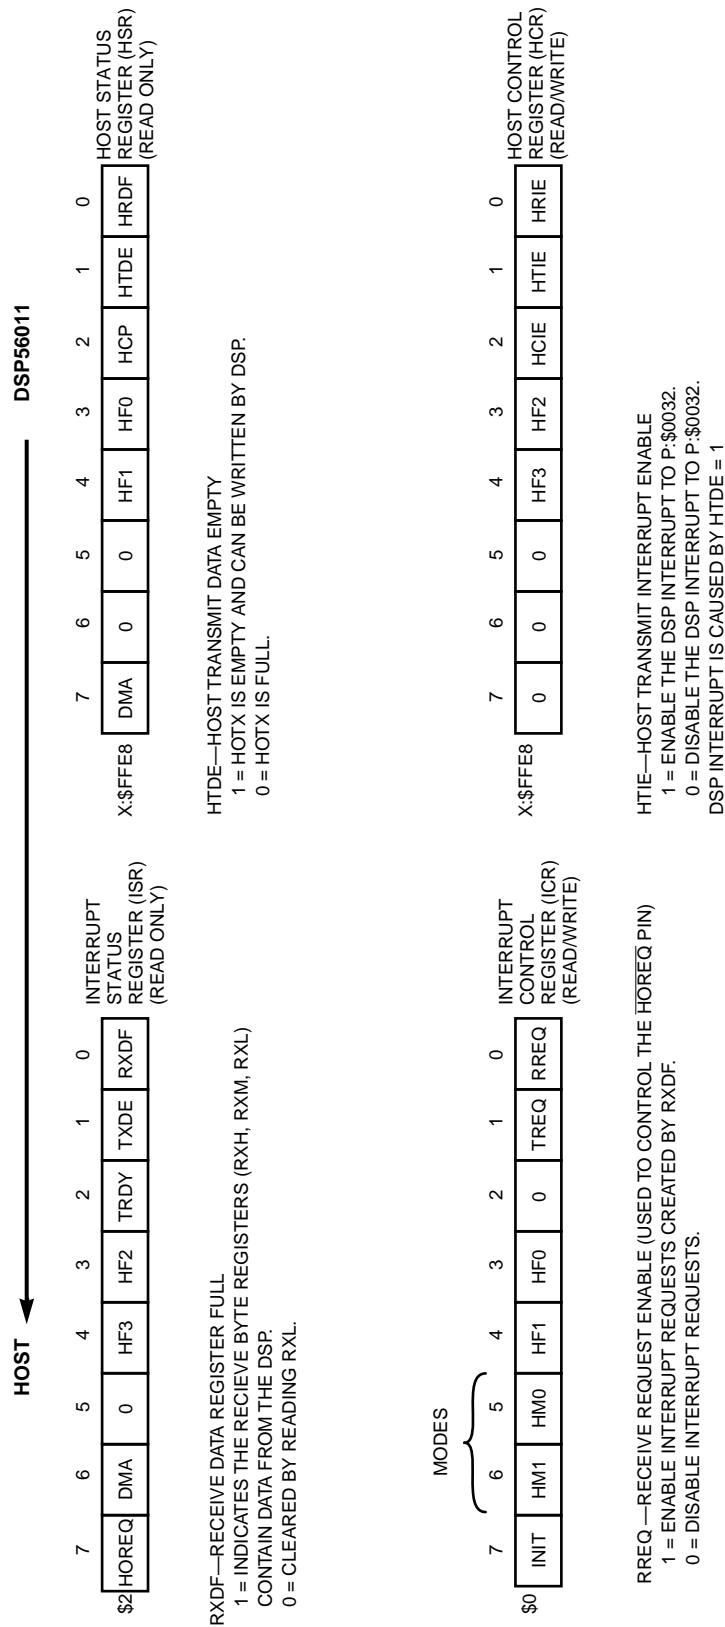 HOST DSP56011
7 6 5 4 3 2 1 0
$2 HOREQ DMA 0 HF3 HF2 TRDY TXDE RXDF
INTERRUPT
STATUS
REGISTER (ISR)
(READ ONLY)
RXDF—RECEIVE DATA REGISTER FULL
1 = INDICATES THE RECIEVE BYTE REGISTERS (RXH, RXM, RXL)
CONTAIN DATA FROM THE DSP.
0 = CLEARED BY READING RXL.
7 6 5 4 3 2 1 0
X:$FFE8 DMA 0 0 HF1 HF0 HCP HTDE HRDF
HOST STATUS
REGISTER (HSR)
(READ ONLY)
HTDE—HOST TRANSMIT DATA EMPTY
1 = HOTX IS EMPTY AND CAN BE WRITTEN BY DSP.
0 = HOTX IS FULL.
MODES
7 6 5 4 3 2 1 0
$0 INIT HM1 HM0 HF1 HF0 0 TREQ RREQ
INTERRUPT
CONTROL
REGISTER (ICR)
(READ/WRITE)
RREQ —RECEIVE REQUEST ENABLE (USED TO CONTROL THE HOREQ PIN)
1 = ENABLE INTERRUPT REQUESTS CREATED BY RXDF.
0 = DISABLE INTERRUPT REQUESTS.
7 6 5 4 3 2 1 0
X:$FFE8 0 0 0 HF3 HF2 HCIE HTIE HRIE
HOST CONTROL
REGISTER (HCR)
(READ/WRITE)
HTIE—HOST TRANSMIT INTERRUPT ENABLE
1 = ENABLE THE DSP INTERRUPT TO P:$0032.
0 = DISABLE THE DSP INTERRUPT TO P:$0032.
DSP INTERRUPT IS CAUSED BY HTDE = 1